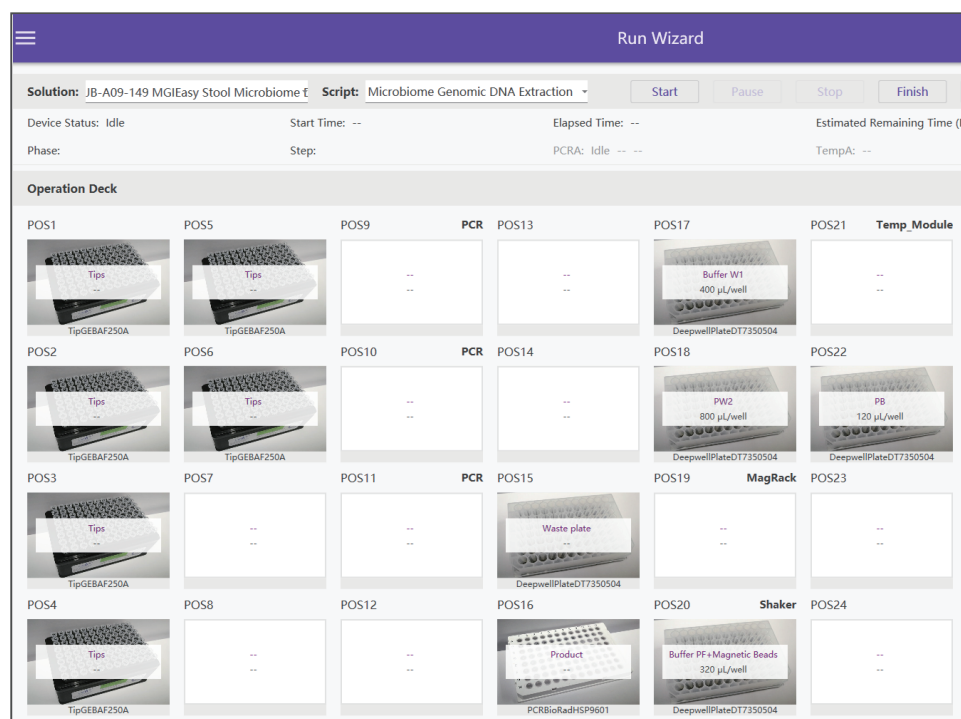 Run Wizard
Solution: JB-A09-149 MGIEasy Stool Microbiome Script: Microbiome Genomic DNA Extraction Start Pause Stop Finish
Device Status: Idle Start Time: -- Elapsed Time: -- Estimated Remaining Time
Phase: Step: PCRA: Idle -- -- TempA: --
Operation Deck
POS1 POS5 POS9 PCR POS13 POS17 POS21 Temp_Module
Tips Tips -- -- Buffer W1 --
-- -- -- -- 400 μL/well --
TipGEBAF250A TipGEBAF250A DeepwellPlateDT7350504
POS2 POS6 POS10 PCR POS14 POS18 POS22
Tips Tips -- -- PW2 PB
-- -- -- -- 800 μL/well 120 μL/well
TipGEBAF250A TipGEBAF250A DeepwellPlateDT7350504 DeepwellPlateDT7350504
POS3 POS7 POS11 PCR POS15 POS19 MagRack POS23
Tips -- -- Waste plate -- --
-- -- -- -- -- --
TipGEBAF250A DeepwellPlateDT7350504
POS4 POS8 POS12 POS16 POS20 Shaker POS24
Tips -- -- Product Buffer PF+Magnetic Beads --
-- -- -- -- 320 μL/well --
TipGEBAF250A PCRBioRadHSP9601 DeepwellPlateDT7350504